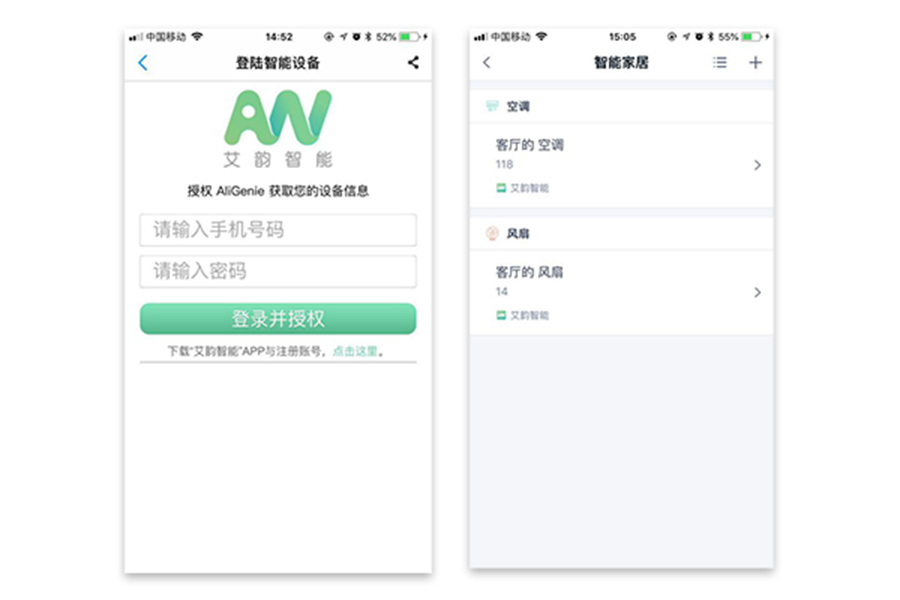 中国移动 14:52 52%
登陆智能设备
AW
艾韵智能
授权 AliGenie 获取您的设备信息
请输入手机号码
请输入密码
登录并授权
下载“艾韵智能”APP与注册账号，点击这里。
中国移动 15:05 55%
智能家居
空调
客厅的 空调
118
艾韵智能
风扇
客厅的 风扇
14
艾韵智能